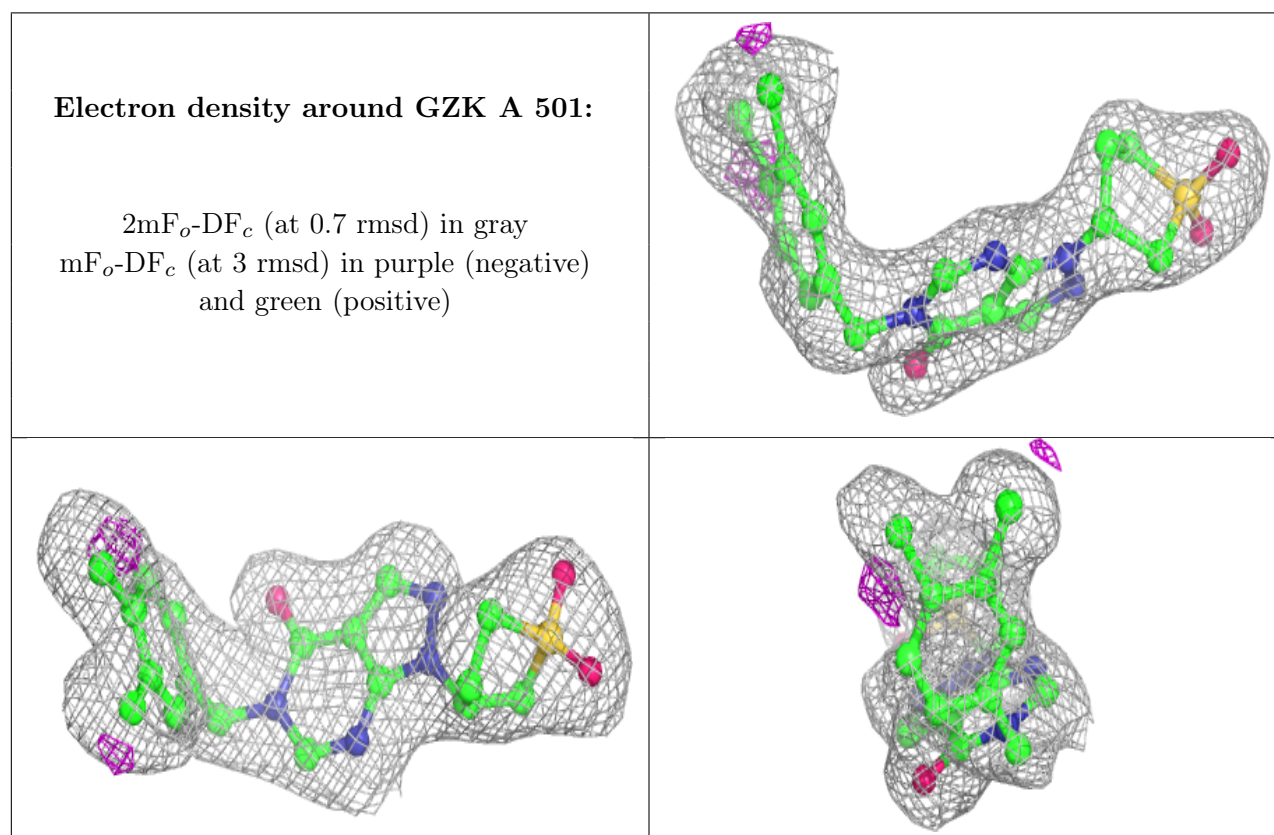 Electron density around GZK A 501:
2mFo-DFc (at 0.7 rmsd) in gray
mFo-DFc (at 3 rmsd) in purple (negative)
and green (positive)